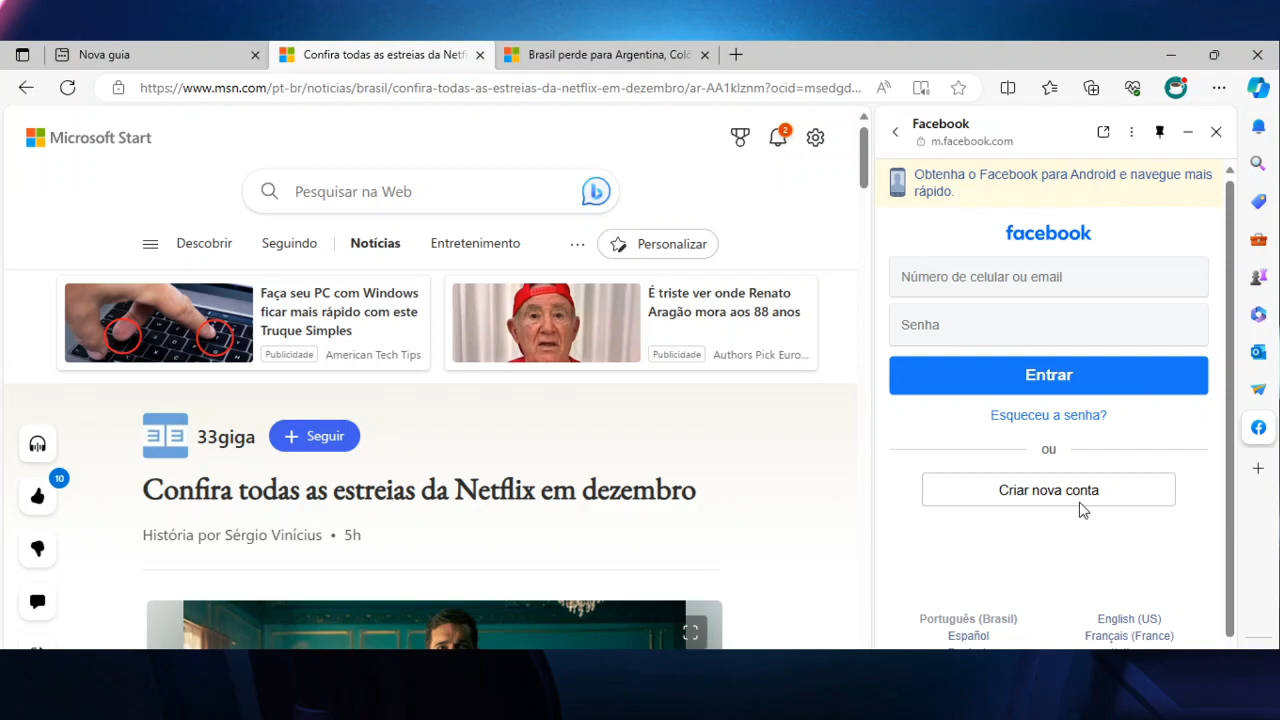 Nova guia
Confira todas as estreias da Netf
Brasil perde para Argentina, Coló
https://www.msn.com/pt-br/noticias/brasil/confira-todas-as-estreias-da-netflix-em-dezembro/ar-AA1klznm?ocid=msedgd...
Microsoft Start
2
Pesquisar na Web
Descobrir
Seguindo
Notícias
Entretenimento
...
Personalizar
Faça seu PC com Windows
ficar mais rápido com este
Truque Simples
Publicidade American Tech Tips
É triste ver onde Renato
Aragão mora aos 88 anos
Publicidade Authors Pick Euro...
33giga
+ Seguir
10
Confira todas as estreias da Netflix em dezembro
História por Sérgio Vinícius • 5h
Facebook
m.facebook.com
Obtenha o Facebook para Android e navegue mais
rápido.
facebook
Número de celular ou email
Senha
Entrar
Esqueceu a senha?
ou
Criar nova conta
Português (Brasil)
English (US)
Español
Français (France)